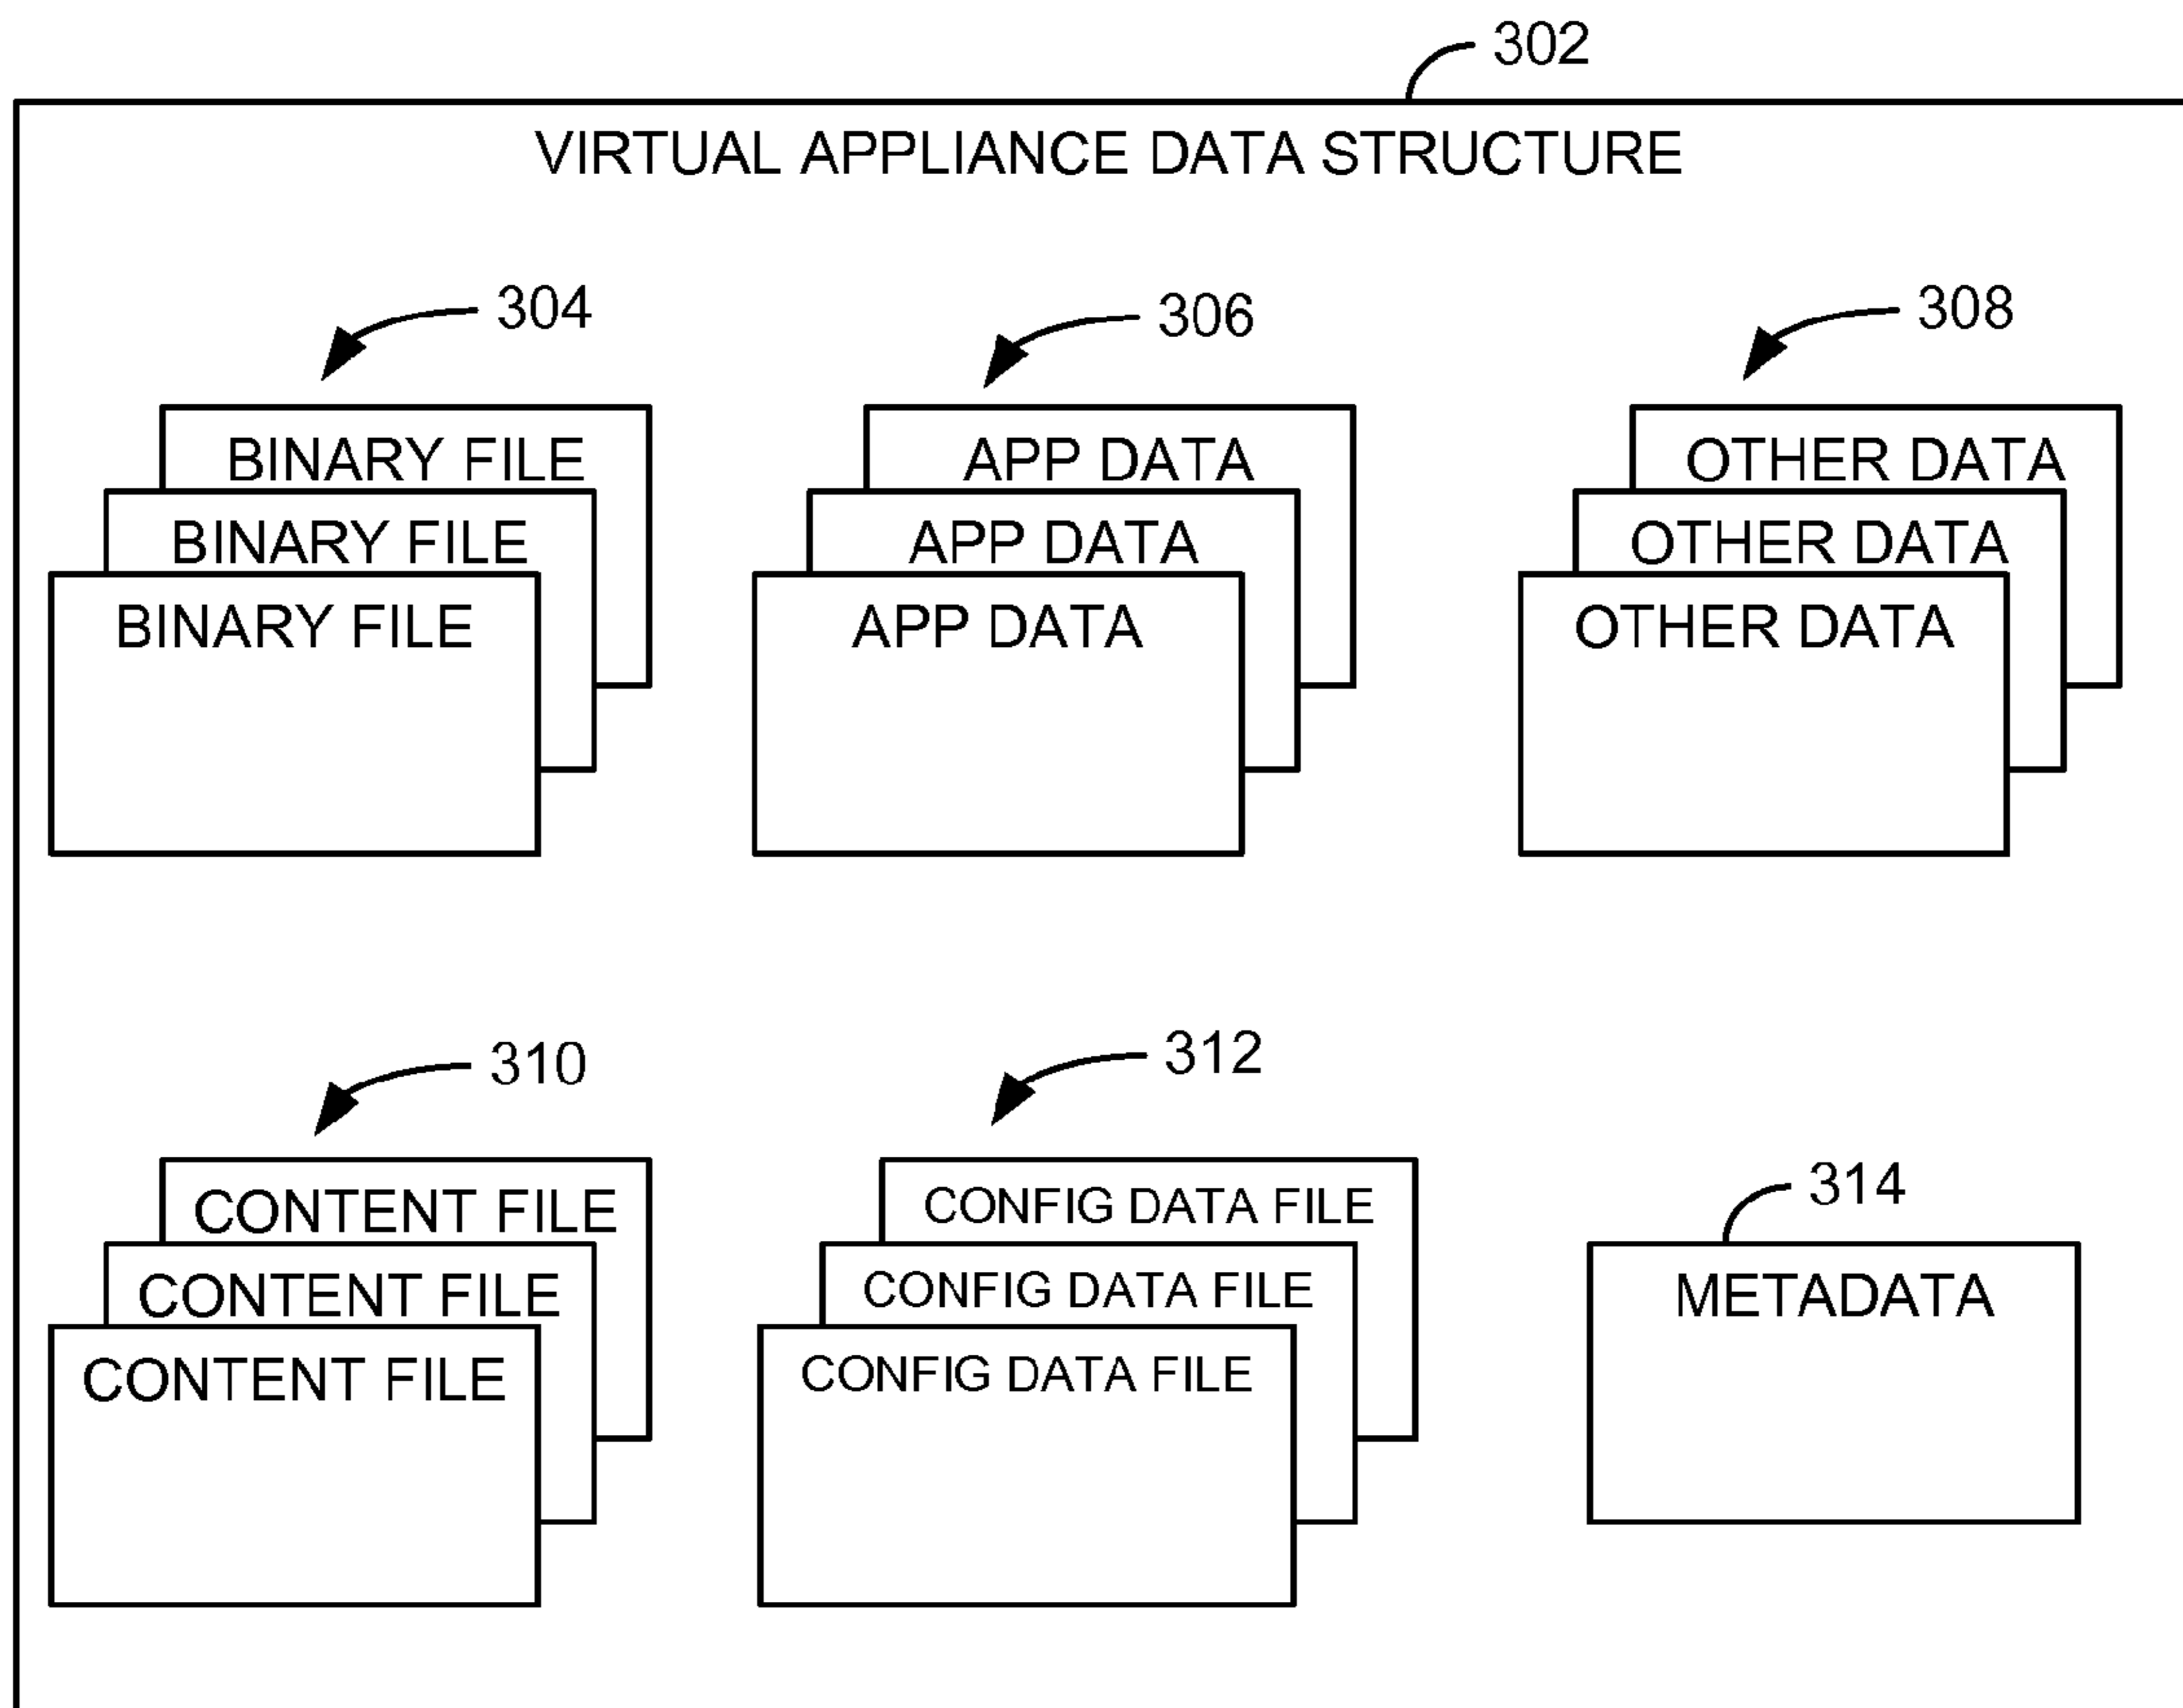 302
VIRTUAL APPLIANCE DATA STRUCTURE
304
306
308
BINARY FILE
BINARY FILE
BINARY FILE
APP DATA
APP DATA
APP DATA
OTHER DATA
OTHER DATA
OTHER DATA
310
312
314
CONTENT FILE
CONTENT FILE
CONTENT FILE
CONFIG DATA FILE
CONFIG DATA FILE
CONFIG DATA FILE
METADATA